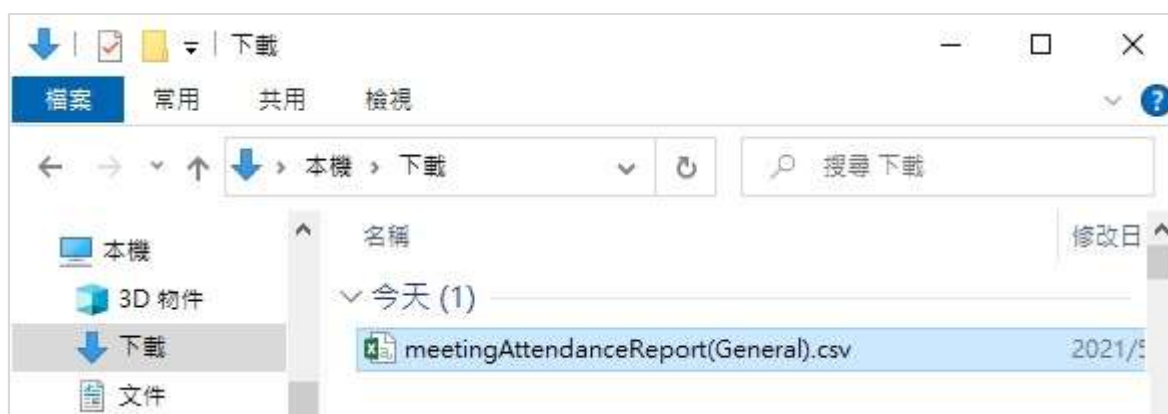 下載
檔案 常用 共用 檢視
本機 › 下載 搜尋 下載
名稱 修改日
本機
今天 (1)
3D 物件
下載 meetingAttendanceReport(General).csv 2021/5
文件